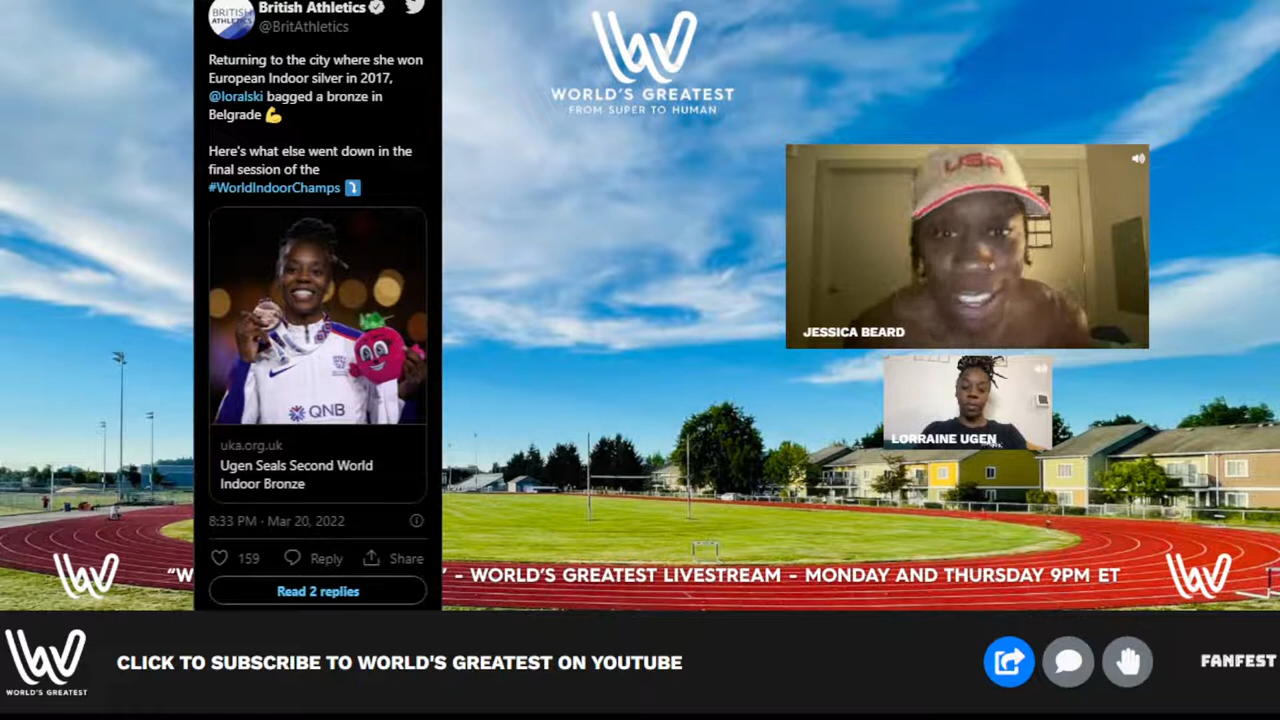 BRITISH
ATHLETICS
British Athletics
@BritAthletics
Returning to the city where she won
European Indoor silver in 2017,
@loralski bagged a bronze in
Belgrade
Here's what else went down in the
final session of the
#WorldIndoorChamps
QNB
uka.org.uk
Ugen Seals Second World
Indoor Bronze
8:33 PM · Mar 20, 2022
159 Reply Share
Read 2 replies
WORLD'S GREATEST
FROM SUPER TO HUMAN
USA
JESSICA BEARD
LORRAINE UGEN
“W ’ – WORLD’S GREATEST LIVESTREAM – MONDAY AND THURSDAY 9PM ET
WORLD'S GREATEST
CLICK TO SUBSCRIBE TO WORLD'S GREATEST ON YOUTUBE
FANFEST